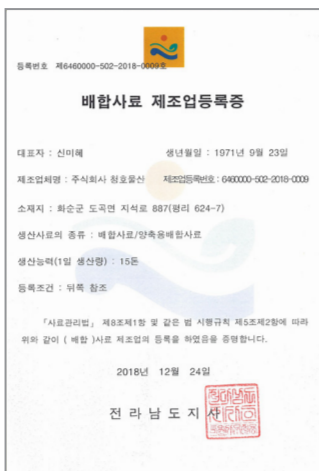 등록번호 제6460000-502-2018-0009호
배합사료 제조업등록증
대표자 : 신미혜 생년월일 : 1971년 9월 23일
제조업체명 : 주식회사 청호물산 제조업등록번호 : 6460000-502-2018-0009
소재지 : 화순군 도곡면 지석로 887(평리 624-7)
생산사료의 종류 : 배합사료/양축용배합사료
생산능력(1일 생산량) : 15톤
등록조건 : 뒤쪽 참조
「사료관리법」 제8조제1항 및 같은 법 시행규칙 제5조제2항에 따라
위와 같이 ( 배합 )사료 제조업의 등록을 하였음을 증명합니다.
2018년 12월 24일
전라남도지사